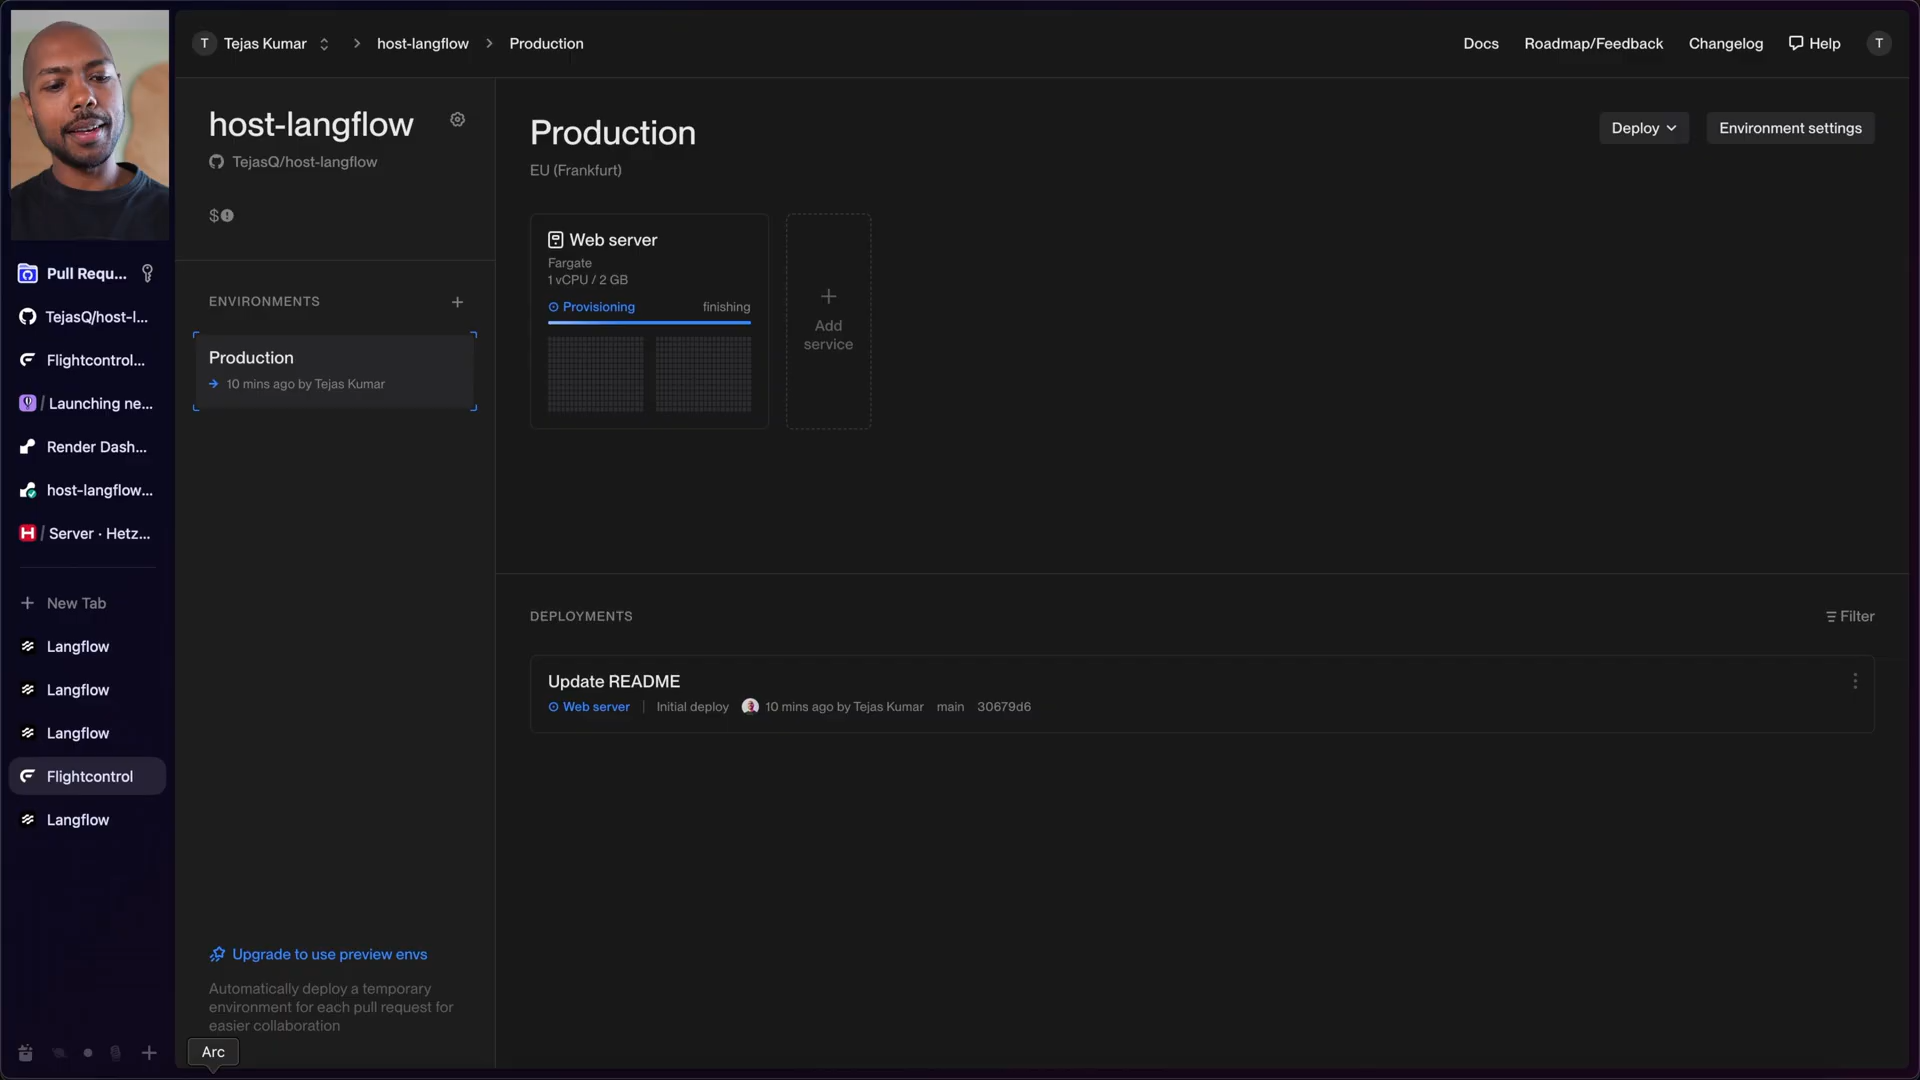 T Tejas Kumar > host-langflow > Production
Docs Roadmap/Feedback Changelog Help T
Pull Requ...
TejasQ/host-l...
Flightcontrol...
/ Launching ne...
Render Dash...
host-langflow...
H / Server · Hetz...
+ New Tab
Langflow
Langflow
Langflow
Flightcontrol
Langflow
host-langflow
TejasQ/host-langflow
$
ENVIRONMENTS +
Production
10 mins ago by Tejas Kumar
Upgrade to use preview envs
Automatically deploy a temporary
environment for each pull request for
easier collaboration
Arc
Production
EU (Frankfurt)
Deploy
Environment settings
Web server
Fargate
1 vCPU / 2 GB
Provisioning finishing
+
Add
service
DEPLOYMENTS
Filter
Update README
Web server | Initial deploy 10 mins ago by Tejas Kumar main 30679d6